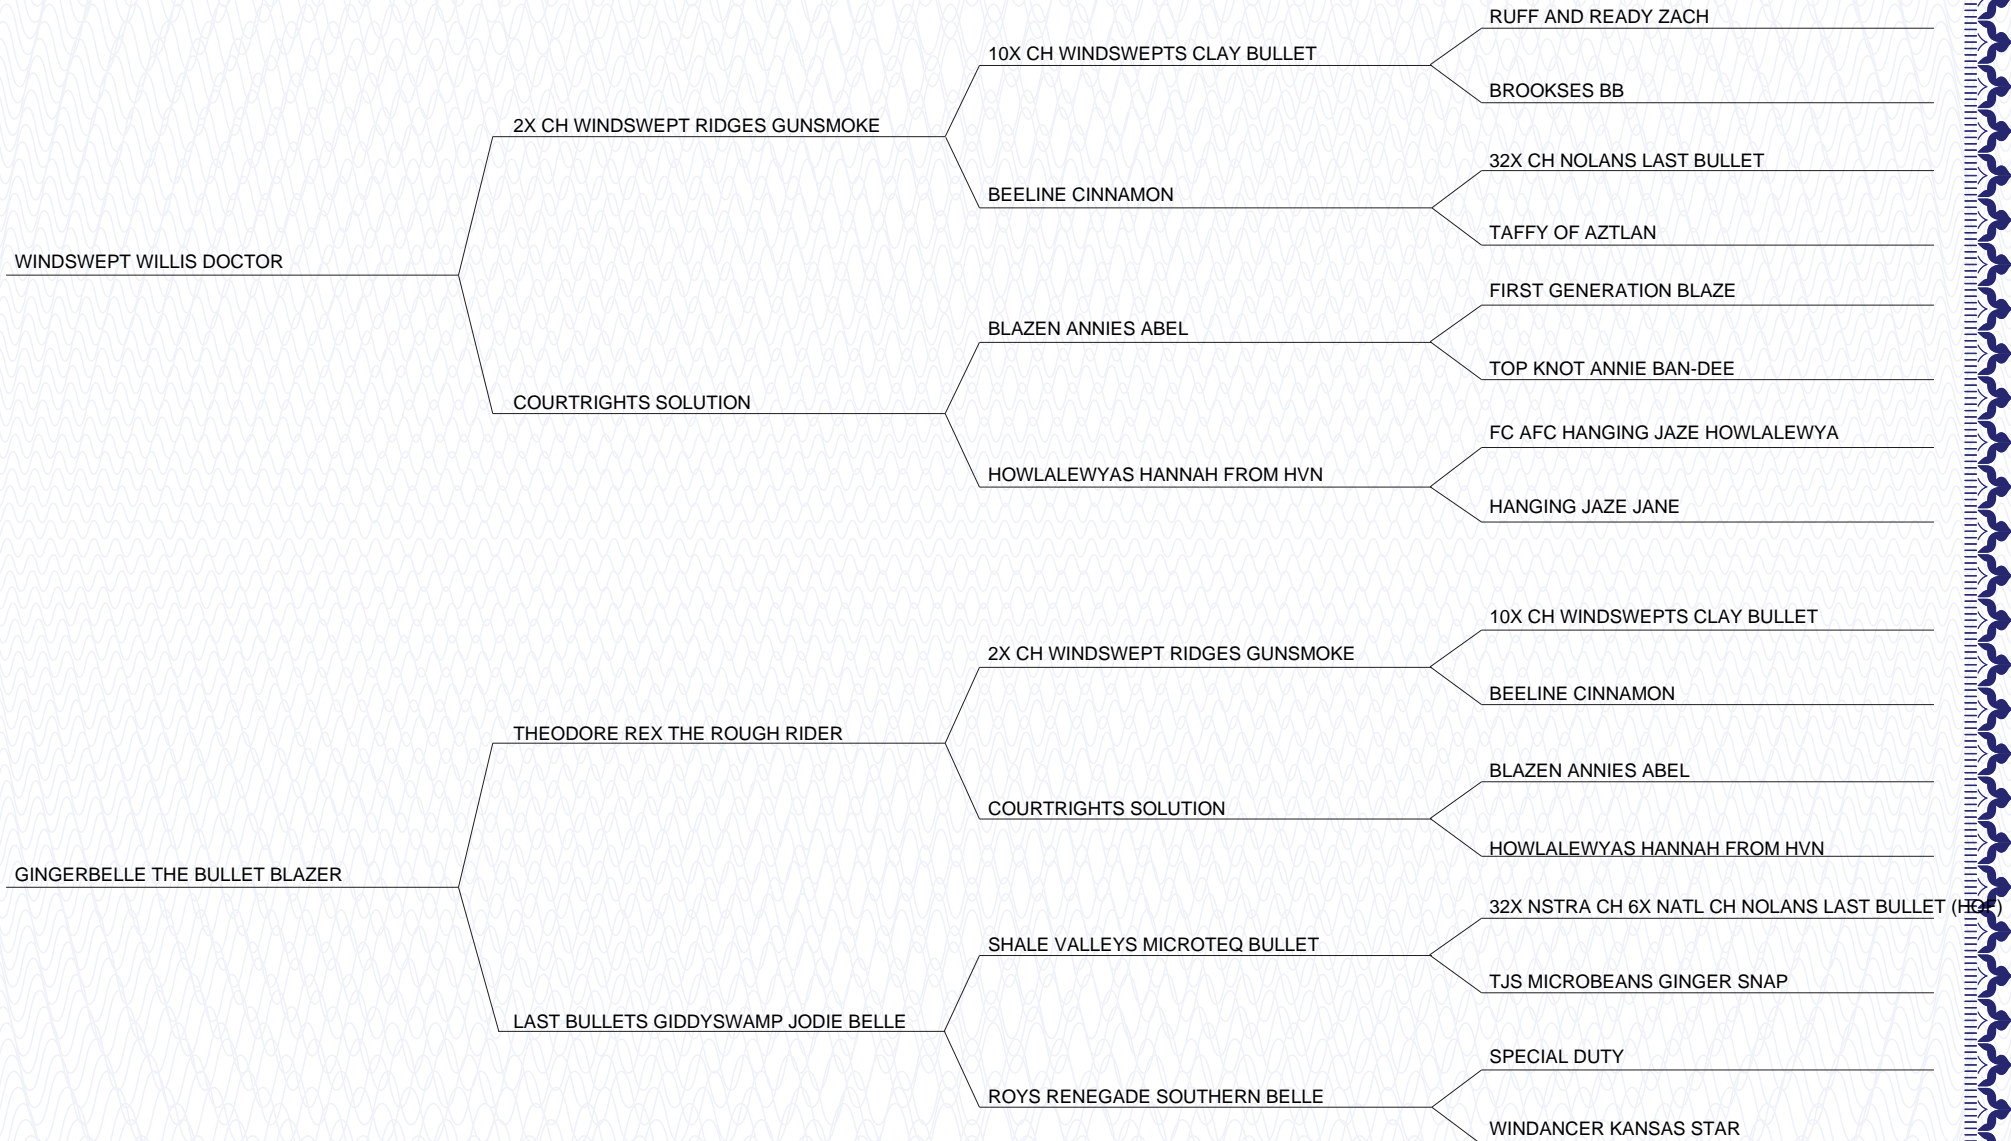 RUFF AND READY ZACH
10X CH WINDSWEPTS CLAY BULLET
BROOKSES BB
2X CH WINDSWEPT RIDGES GUNSMOKE
32X CH NOLANS LAST BULLET
BEELINE CINNAMON
TAFFY OF AZTLAN
WINDSWEPT WILLIS DOCTOR
FIRST GENERATION BLAZE
BLAZEN ANNIES ABEL
TOP KNOT ANNIE BAN-DEE
COURTRIGHTS SOLUTION
FC AFC HANGING JAZE HOWLALEWYA
HOWLALEWYAS HANNAH FROM HVN
HANGING JAZE JANE
10X CH WINDSWEPTS CLAY BULLET
2X CH WINDSWEPT RIDGES GUNSMOKE
BEELINE CINNAMON
THEODORE REX THE ROUGH RIDER
BLAZEN ANNIES ABEL
COURTRIGHTS SOLUTION
HOWLALEWYAS HANNAH FROM HVN
GINGERBELLE THE BULLET BLAZER
32X NSTRA CH 6X NATL CH NOLANS LAST BULLET (HOF)
SHALE VALLEYS MICROTEQ BULLET
TJS MICROBEANS GINGER SNAP
LAST BULLETS GIDDYSWAMP JODIE BELLE
SPECIAL DUTY
ROYS RENEGADE SOUTHERN BELLE
WINDANCER KANSAS STAR